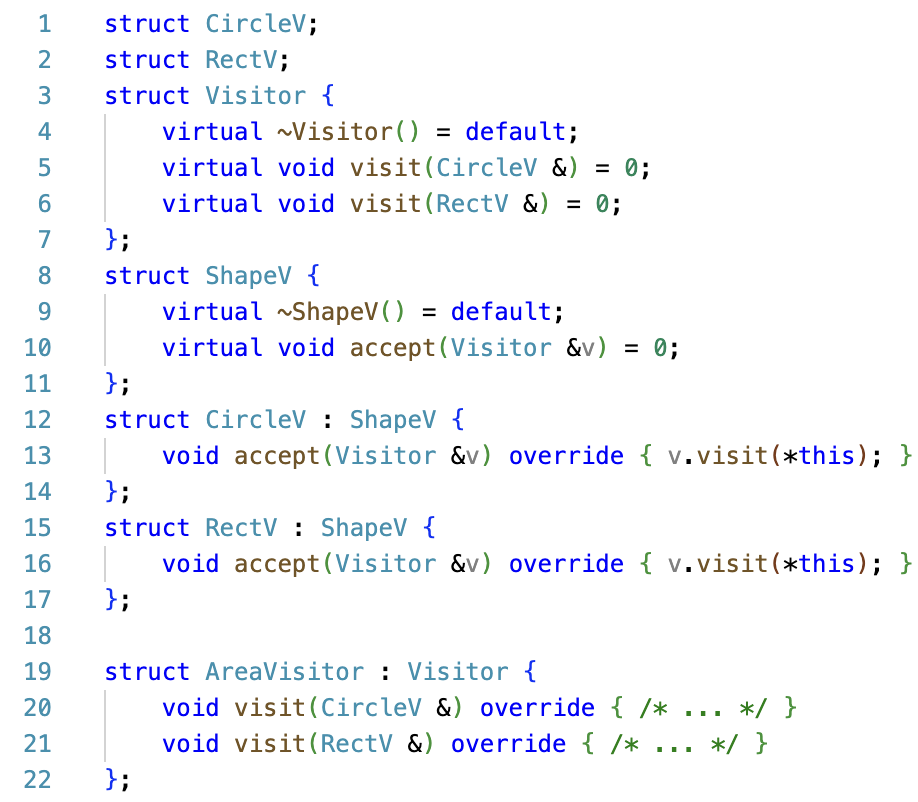 1 struct CircleV;
2 struct RectV;
3 struct Visitor {
4     virtual ~Visitor() = default;
5     virtual void visit(CircleV &) = 0;
6     virtual void visit(RectV &) = 0;
7 };
8 struct ShapeV {
9     virtual ~ShapeV() = default;
10     virtual void accept(Visitor &v) = 0;
11 };
12 struct CircleV : ShapeV {
13     void accept(Visitor &v) override { v.visit(*this); }
14 };
15 struct RectV : ShapeV {
16     void accept(Visitor &v) override { v.visit(*this); }
17 };
18
19 struct AreaVisitor : Visitor {
20     void visit(CircleV &) override { /* ... */ }
21     void visit(RectV &) override { /* ... */ }
22 };